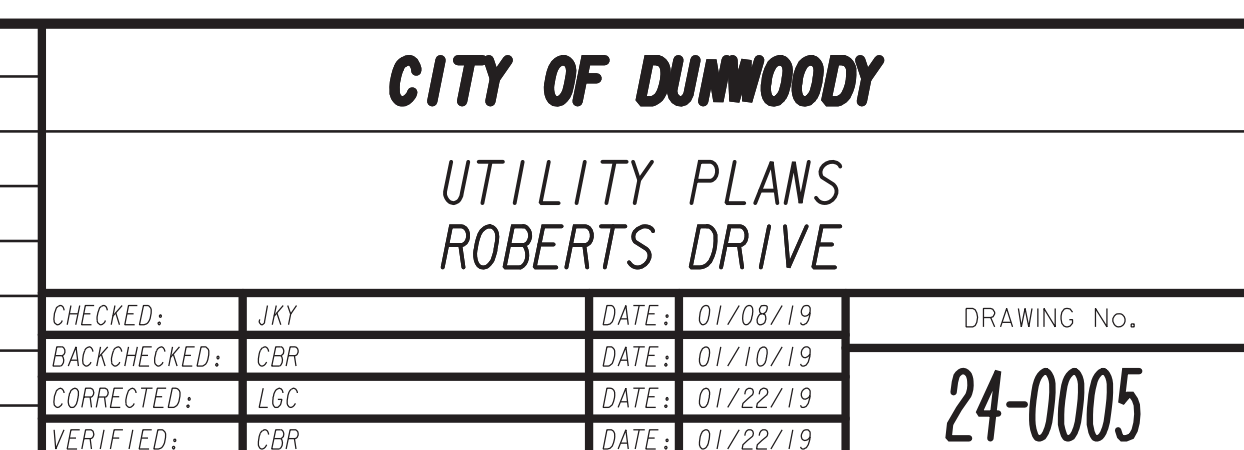 CITY OF DUNWOODY
UTILITY PLANS
ROBERTS DRIVE
CHECKED: JKY DATE: 01/08/19
BACKCHECKED: CBR DATE: 01/10/19
CORRECTED: LGC DATE: 01/22/19
VERIFIED: CBR DATE: 01/22/19
DRAWING No.
24-0005